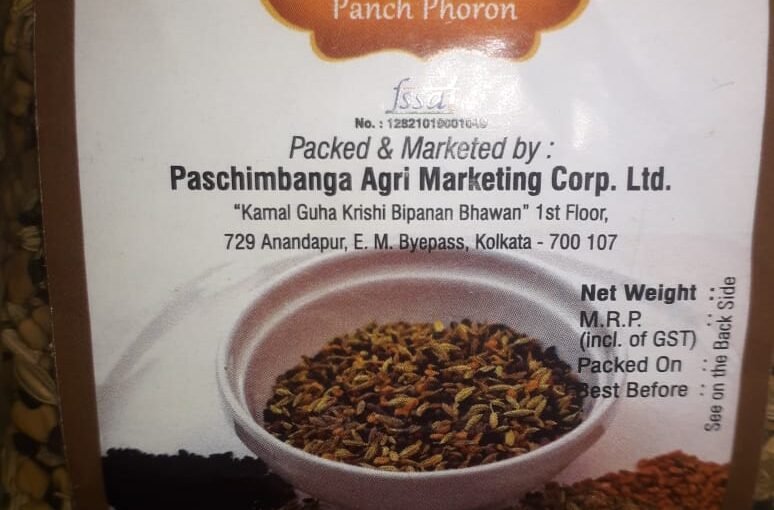 Panch Phoron
fssai
Packed & Marketed by :
Paschimbanga Agri Marketing Corp. Ltd.
"Kamal Guha Krishi Bipanan Bhawan" 1st Floor,
729 Anandapur, E. M. Byepass, Kolkata - 700 107
Net Weight :
M.R.P. :
(incl. of GST)
Packed On :
Best Before :
See on the Back Side